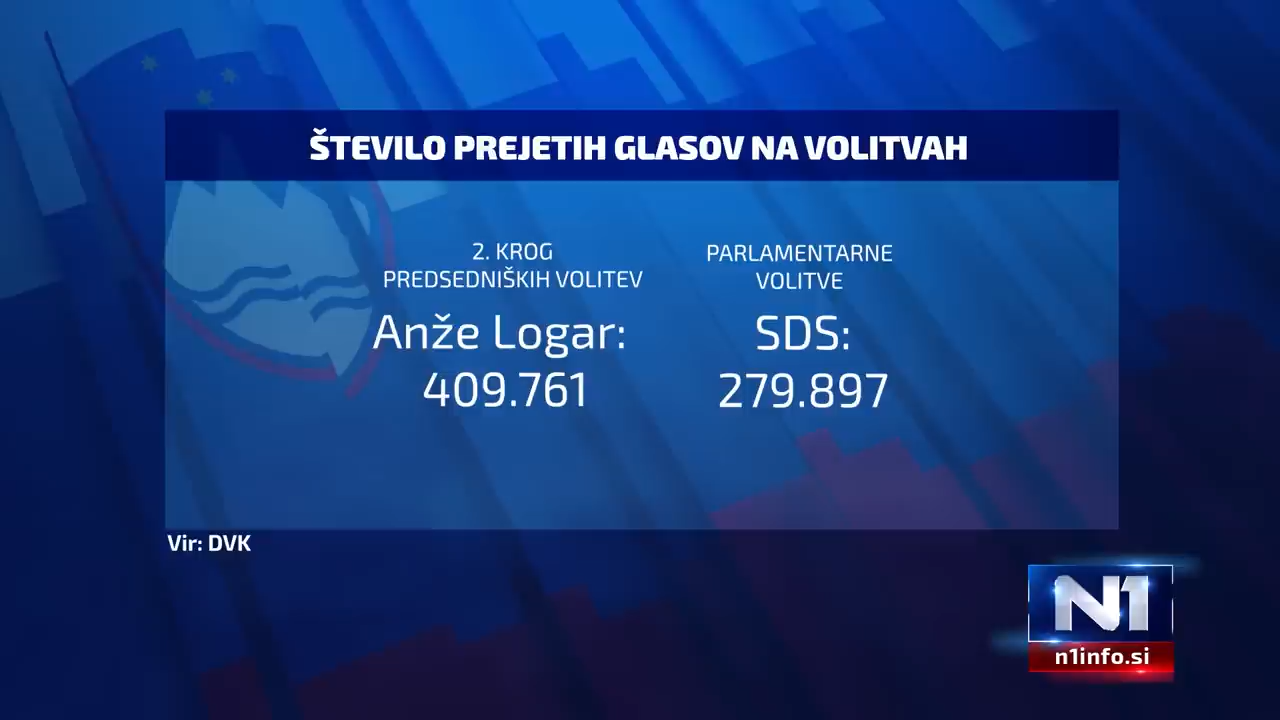 ŠTEVILO PREJETIH GLASOV NA VOLITVAH
2. KROG
PREDSEDNIŠKIH VOLITEV
Anže Logar:
409.761
PARLAMENTARNE
VOLITVE
SDS:
279.897
Vir: DVK
N1
n1info.si